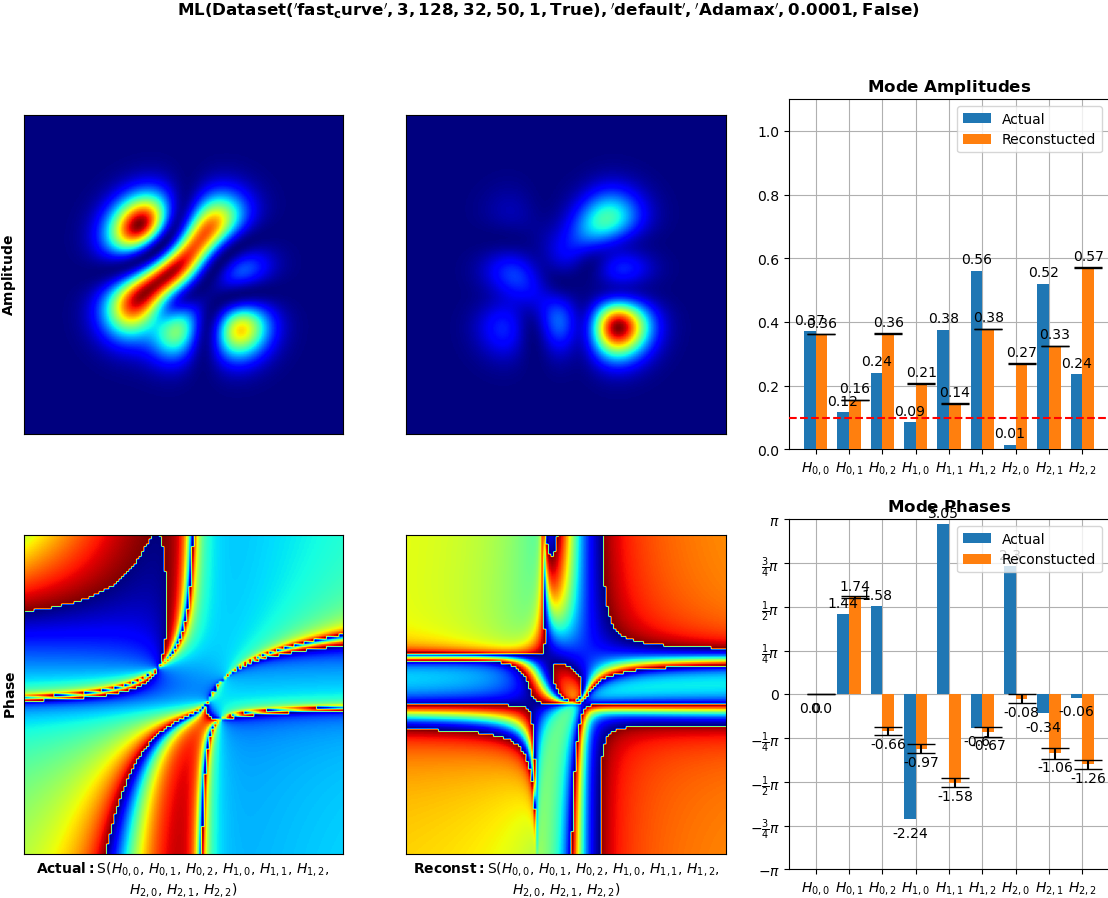 ML(Dataset('fast_curve', 3, 128, 32, 50, 1, True), 'default', 'Adamax', 0.0001, False)
Amplitude
Mode Amplitudes
Actual
Reconstucted
1.0
0.8
0.6
0.4
0.2
0.0
0.37 0.36
0.12 0.16
0.24 0.36
0.09 0.21
0.38 0.14
0.56 0.38
0.01 0.27
0.52 0.33
0.24 0.57
H0,0 H0,1 H0,2 H1,0 H1,1 H1,2 H2,0 H2,1 H2,2
Phase
Mode Phases
Actual
Reconstucted
π
3/4π
1/2π
1/4π
0
−1/4π
−1/2π
−3/4π
−π
0.0 0.0
1.44 1.74
1.58 -0.66
-2.24 -0.97
3.05 -1.58
-0.67
-0.08
-0.34 -1.06
-0.06 -1.26
H0,0 H0,1 H0,2 H1,0 H1,1 H1,2 H2,0 H2,1 H2,2
Actual: S(H0,0, H0,1, H0,2, H1,0, H1,1, H1,2,
H2,0, H2,1, H2,2)
Reconst: S(H0,0, H0,1, H0,2, H1,0, H1,1, H1,2,
H2,0, H2,1, H2,2)